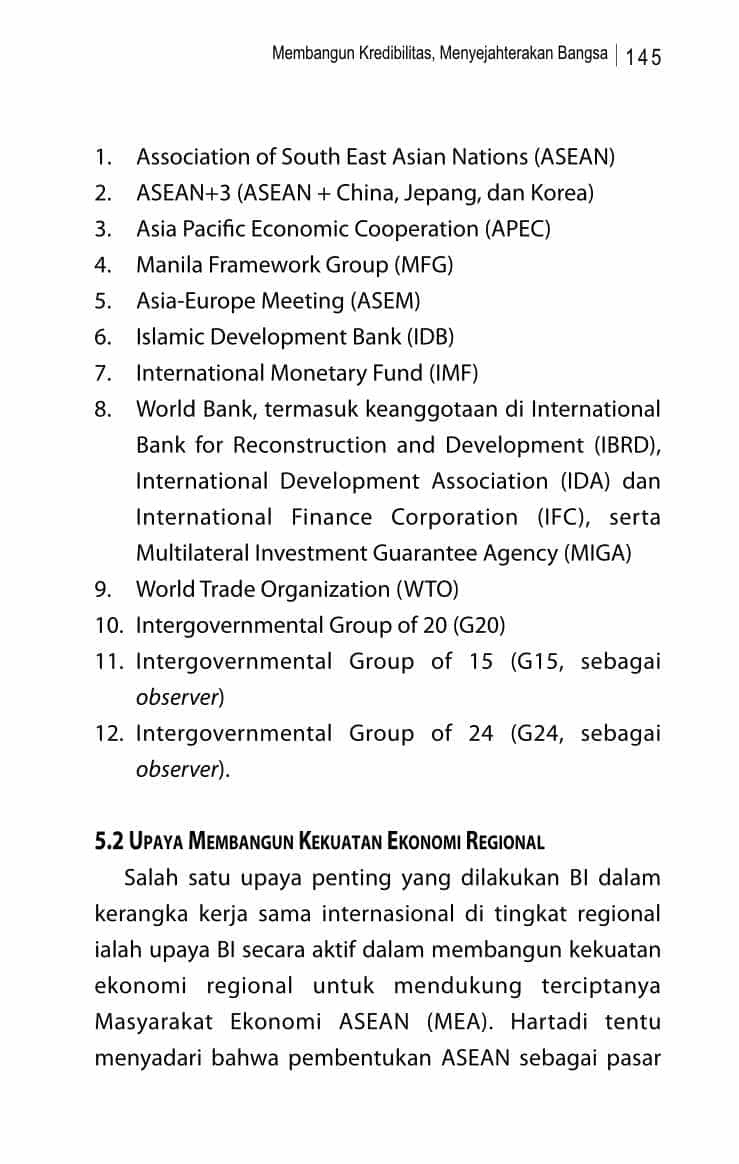 Membangun Kredibilitas, Menyejahterakan Bangsa | 145
1. Association of South East Asian Nations (ASEAN)
2. ASEAN+3 (ASEAN + China, Jepang, dan Korea)
3. Asia Pacific Economic Cooperation (APEC)
4. Manila Framework Group (MFG)
5. Asia-Europe Meeting (ASEM)
6. Islamic Development Bank (IDB)
7. International Monetary Fund (IMF)
8. World Bank, termasuk keanggotaan di International
Bank for Reconstruction and Development (IBRD),
International Development Association (IDA) dan
International Finance Corporation (IFC), serta
Multilateral Investment Guarantee Agency (MIGA)
9. World Trade Organization (WTO)
10. Intergovernmental Group of 20 (G20)
11. Intergovernmental Group of 15 (G15, sebagai
observer)
12. Intergovernmental Group of 24 (G24, sebagai
observer).
5.2 Upaya Membangun Kekuatan Ekonomi Regional
Salah satu upaya penting yang dilakukan BI dalam
kerangka kerja sama internasional di tingkat regional
ialah upaya BI secara aktif dalam membangun kekuatan
ekonomi regional untuk mendukung terciptanya
Masyarakat Ekonomi ASEAN (MEA). Hartadi tentu
menyadari bahwa pembentukan ASEAN sebagai pasar